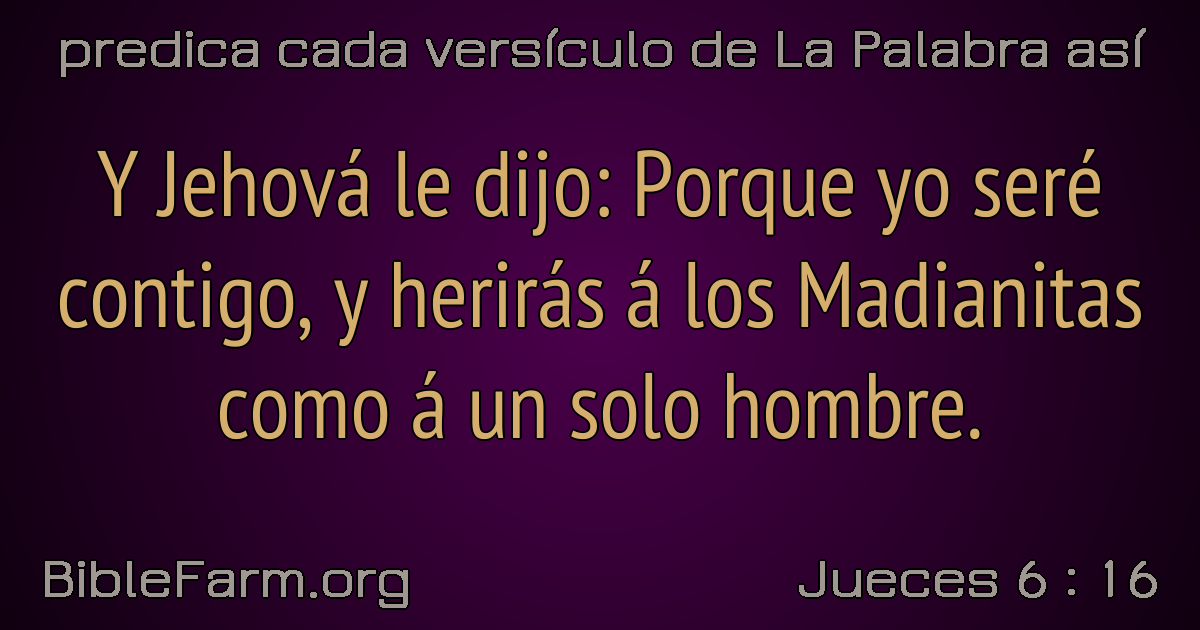 predica cada versículo de La Palabra así
Y Jehová le dijo: Porque yo seré
contigo, y herirás á los Madianitas
como á un solo hombre.
BibleFarm.org
Jueces 6 : 16